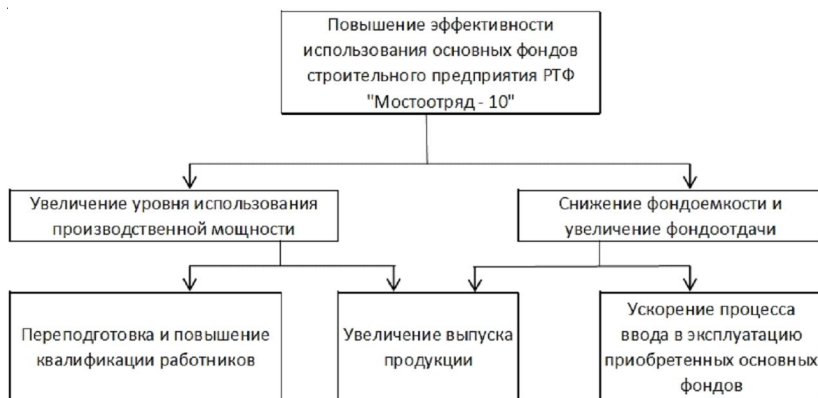 Повышение эффективности
использования основных фондов
строительного предприятия РТФ
"Мостоотряд - 10"
Увеличение уровня использования
производственной мощности
Снижение фондоемкости и
увеличение фондоотдачи
Переподготовка и повышение
квалификации работников
Увеличение выпуска
продукции
Ускорение процесса
ввода в эксплуатацию
приобретенных основных
фондов